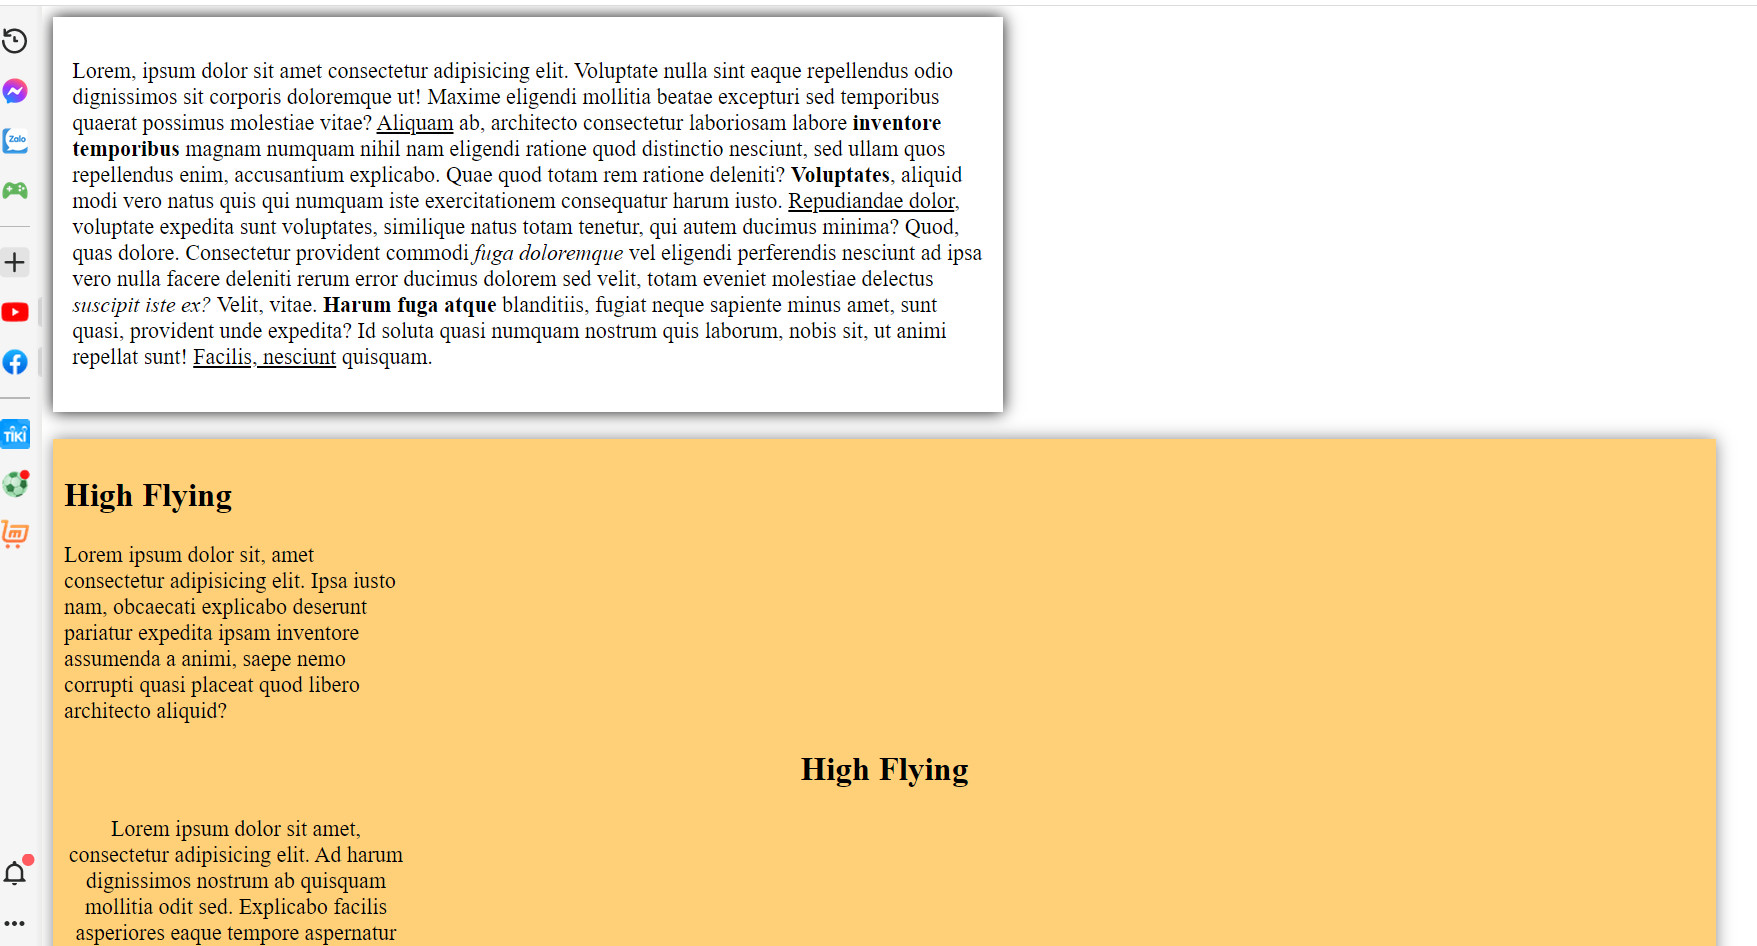 Zalo
TIKI
Lorem, ipsum dolor sit amet consectetur adipisicing elit. Voluptate nulla sint eaque repellendus odio
dignissimos sit corporis doloremque ut! Maxime eligendi mollitia beatae excepturi sed temporibus
quaerat possimus molestiae vitae? Aliquam ab, architecto consectetur laboriosam labore inventore
temporibus magnam numquam nihil nam eligendi ratione quod distinctio nesciunt, sed ullam quos
repellendus enim, accusantium explicabo. Quae quod totam rem ratione deleniti? Voluptates, aliquid
modi vero natus quis qui numquam iste exercitationem consequatur harum iusto. Repudiandae dolor,
voluptate expedita sunt voluptates, similique natus totam tenetur, qui autem ducimus minima? Quod,
quas dolore. Consectetur provident commodi fuga doloremque vel eligendi perferendis nesciunt ad ipsa
vero nulla facere deleniti rerum error ducimus dolorem sed velit, totam eveniet molestiae delectus
suscipit iste ex? Velit, vitae. Harum fuga atque blanditiis, fugiat neque sapiente minus amet, sunt
quasi, provident unde expedita? Id soluta quasi numquam nostrum quis laborum, nobis sit, ut animi
repellat sunt! Facilis, nesciunt quisquam.
High Flying
Lorem ipsum dolor sit, amet
consectetur adipisicing elit. Ipsa iusto
nam, obcaecati explicabo deserunt
pariatur expedita ipsam inventore
assumenda a animi, saepe nemo
corrupti quasi placeat quod libero
architecto aliquid?
High Flying
Lorem ipsum dolor sit amet,
consectetur adipisicing elit. Ad harum
dignissimos nostrum ab quisquam
mollitia odit sed. Explicabo facilis
asperiores eaque tempore aspernatur